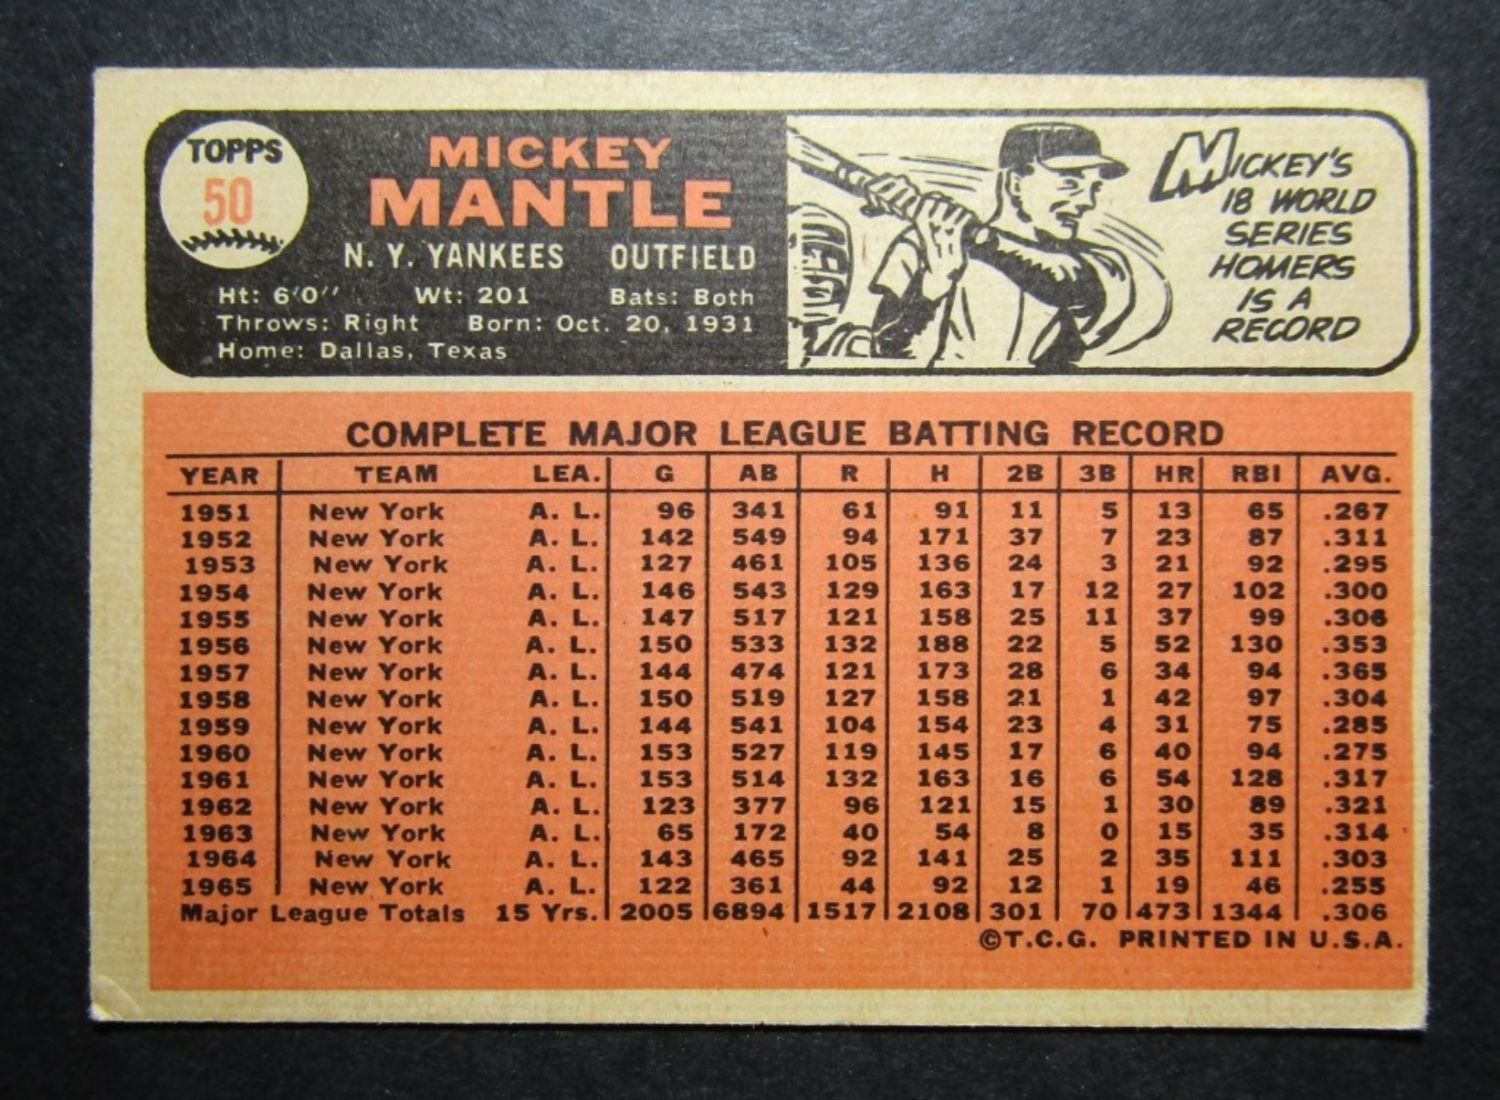 TOPPS
50
MICKEY
MANTLE
N. Y. YANKEES OUTFIELD
Ht: 6'0" Wt: 201 Bats: Both
Throws: Right Born: Oct. 20, 1931
Home: Dallas, Texas
MICKEY'S
18 WORLD
SERIES
HOMERS
IS A
RECORD
COMPLETE MAJOR LEAGUE BATTING RECORD
YEAR TEAM LEA. G AB R H 2B 3B HR RBI AVG.
1951 New York A. L. 96 341 61 91 11 5 13 65 .267
1952 New York A. L. 142 549 94 171 37 7 23 87 .311
1953 New York A. L. 127 461 105 136 24 3 21 92 .295
1954 New York A. L. 146 543 129 163 17 12 27 102 .300
1955 New York A. L. 147 517 121 158 25 11 37 99 .306
1956 New York A. L. 150 533 132 188 22 5 52 130 .353
1957 New York A. L. 144 474 121 173 28 6 34 94 .365
1958 New York A. L. 150 519 127 158 21 1 42 97 .304
1959 New York A. L. 144 541 104 154 23 4 31 75 .285
1960 New York A. L. 153 527 119 145 17 6 40 94 .275
1961 New York A. L. 153 514 132 163 16 6 54 128 .317
1962 New York A. L. 123 377 96 121 15 1 30 89 .321
1963 New York A. L. 65 172 40 54 8 0 15 35 .314
1964 New York A. L. 143 465 92 141 25 2 35 111 .303
1965 New York A. L. 122 361 44 92 12 1 19 46 .255
Major League Totals 15 Yrs. 2005 6894 1517 2108 301 70 473 1344 .306
©T.C.G. PRINTED IN U.S.A.